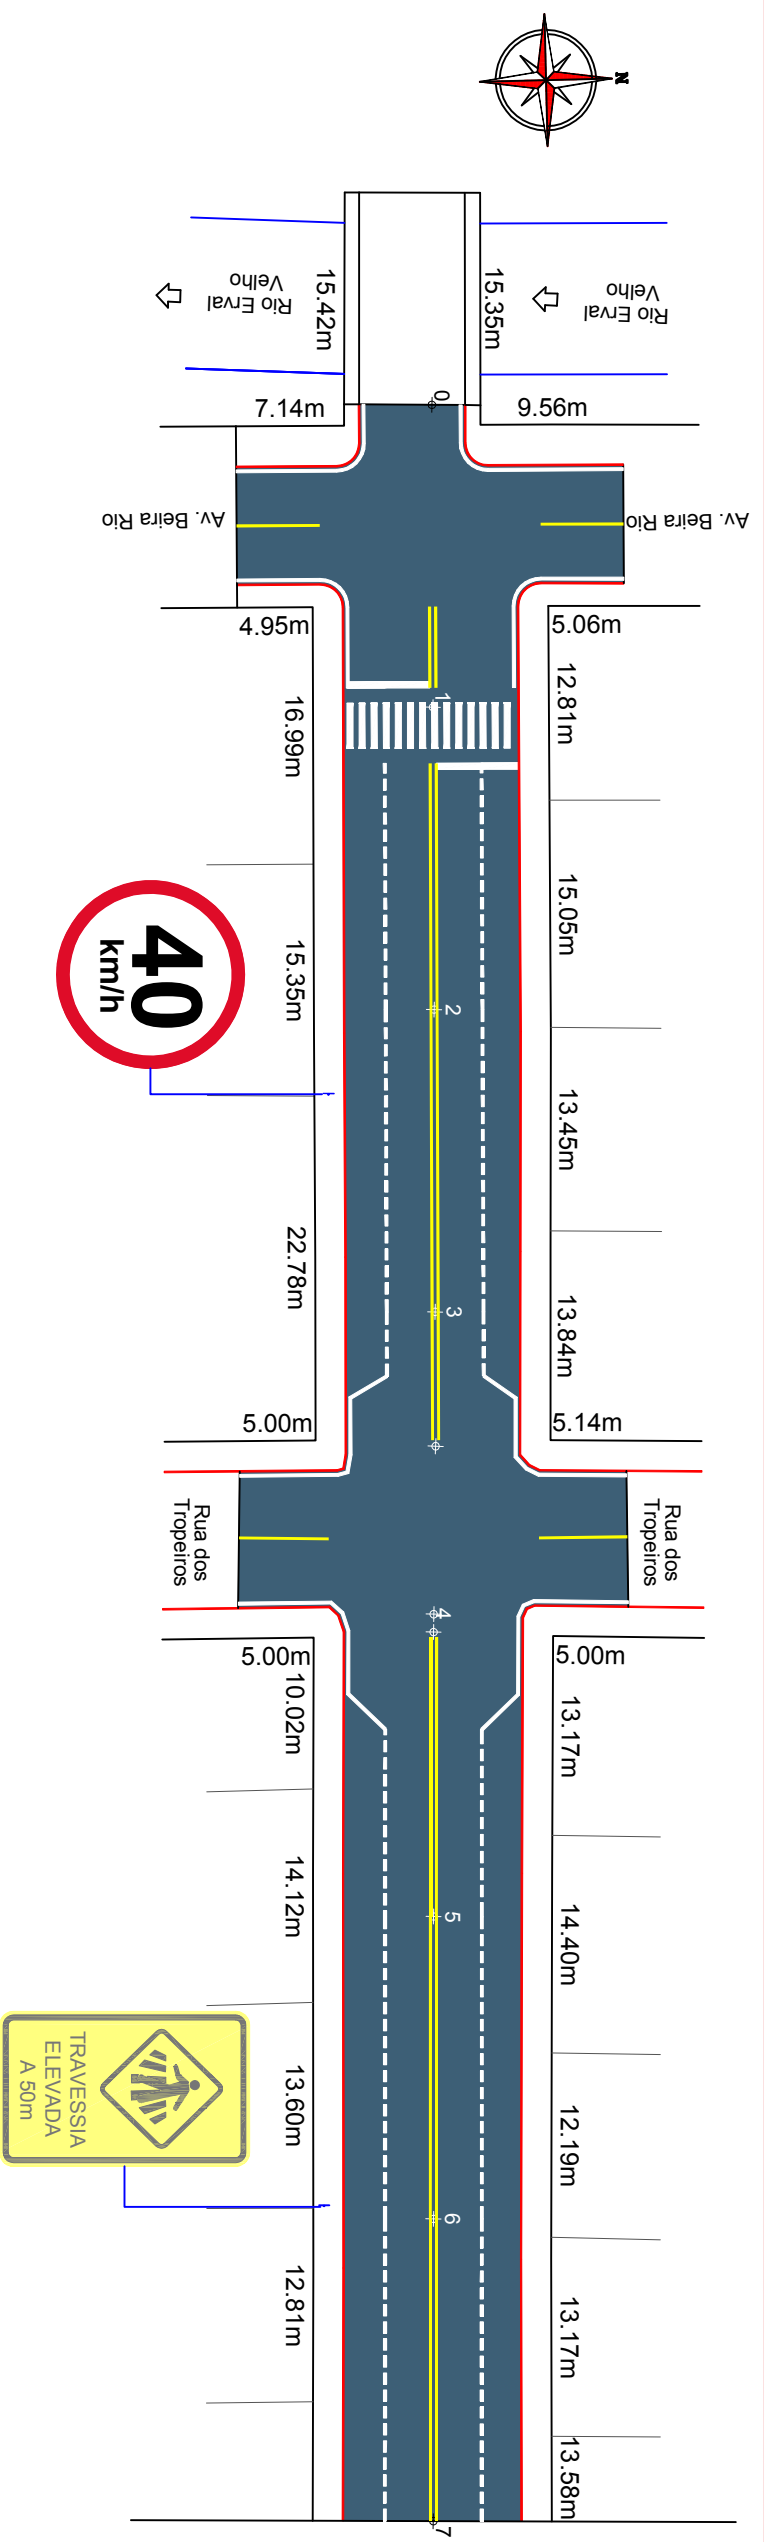 N
Rio Erval
Velho
15.42m
15.35m
Rio Erval
Velho
7.14m
0
9.56m
Av. Beira Rio
Av. Beira Rio
4.95m
5.06m
16.99m
1
12.81m
40
km/h
15.35m
2
15.05m
13.45m
22.78m
3
13.84m
5.00m
5.14m
Rua dos
Tropeiros
Rua dos
Tropeiros
4
5.00m
5.00m
10.02m
13.17m
14.12m
5
14.40m
TRAVESSIA
ELEVADA
A 50m
13.60m
12.19m
6
12.81m
13.17m
13.58m
7